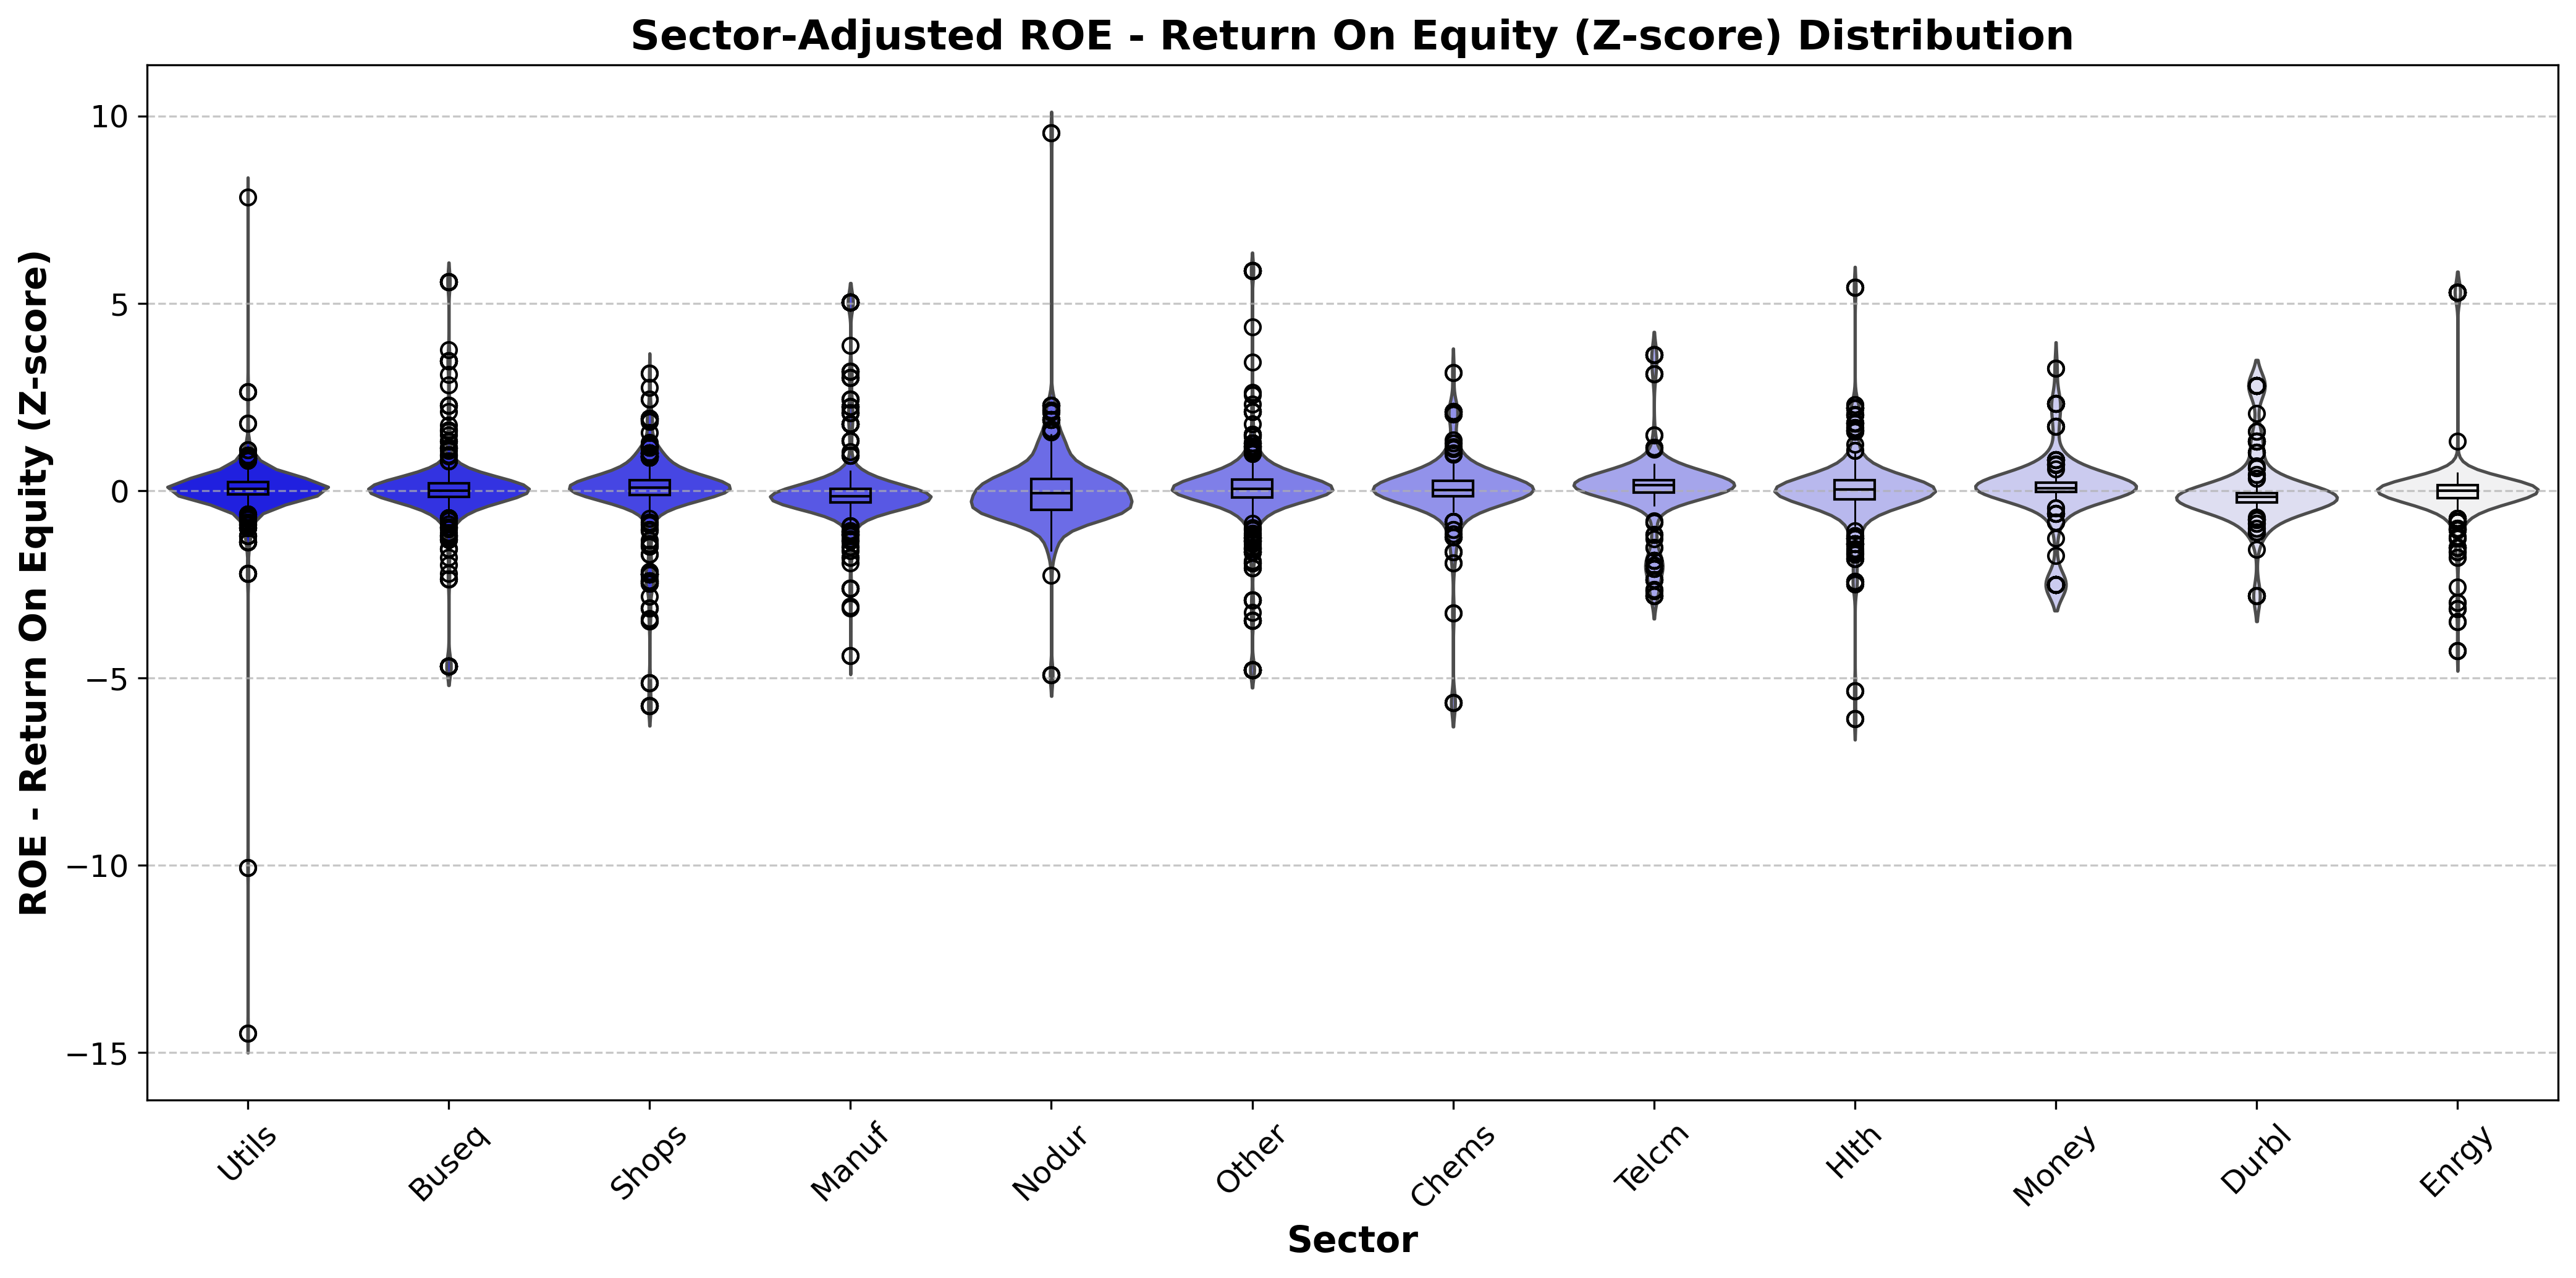 Sector-Adjusted ROE - Return On Equity (Z-score) Distribution
ROE - Return On Equity (Z-score)
10
5
0
−5
−10
−15
Utils
Buseq
Shops
Manuf
Nodur
Other
Chems
Telcm
Hlth
Money
Durbl
Enrgy
Sector